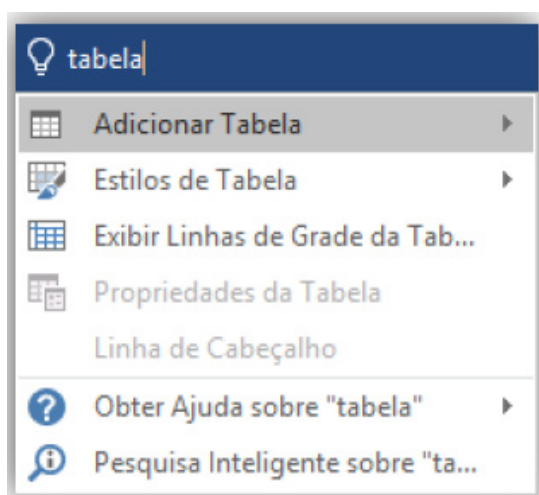 tabela
Adicionar Tabela
Estilos de Tabela
Exibir Linhas de Grade da Tab...
Propriedades da Tabela
Linha de Cabeçalho
Obter Ajuda sobre "tabela"
Pesquisa Inteligente sobre "ta...